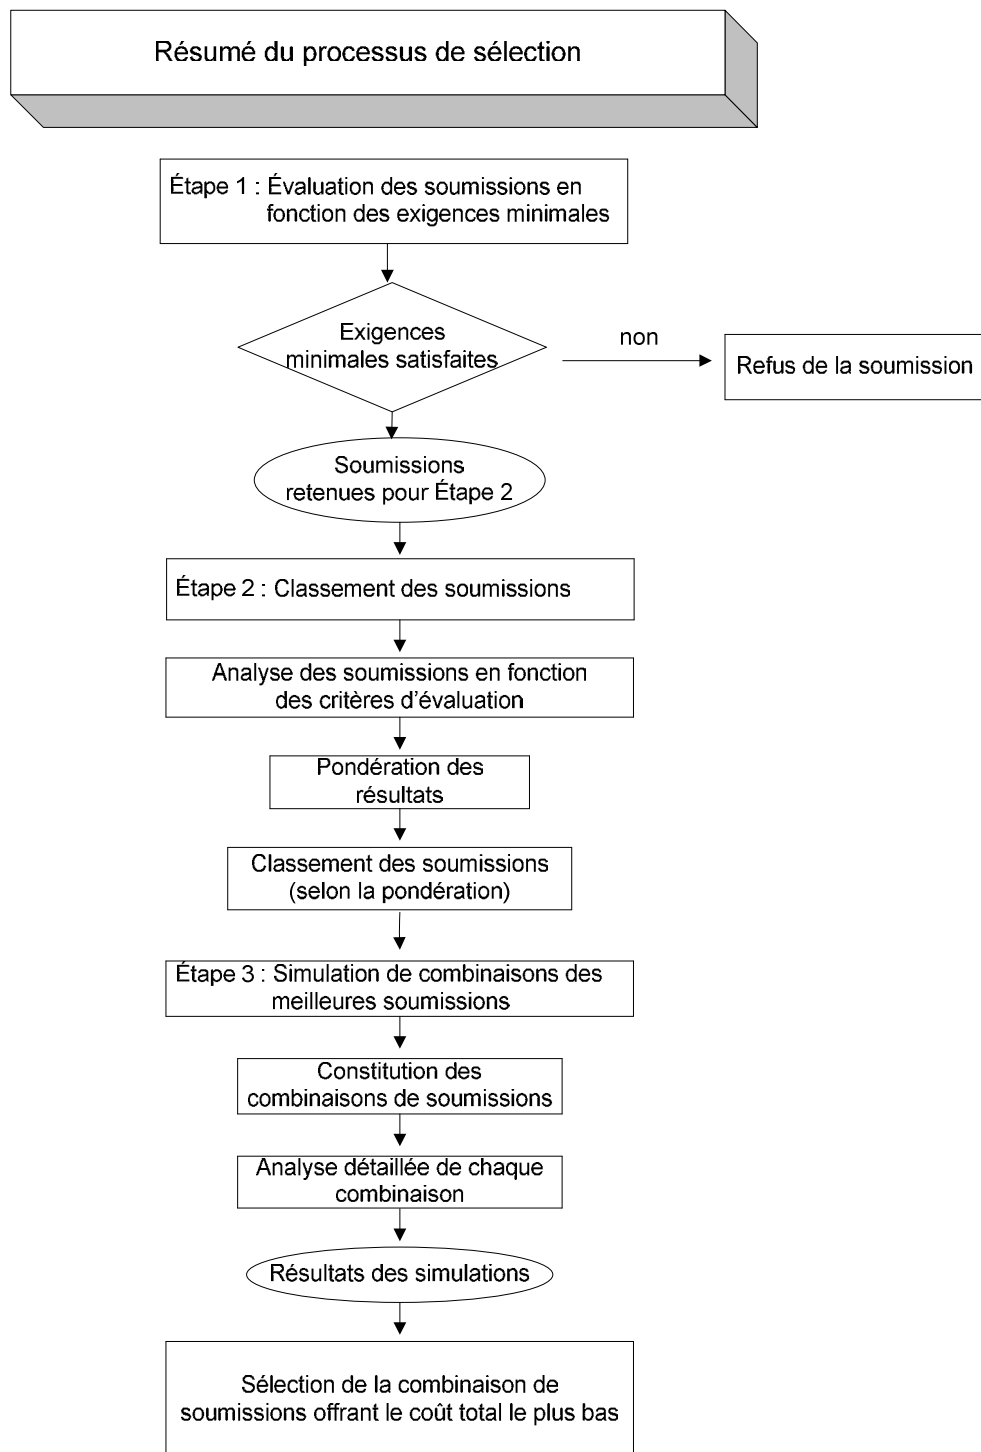 Résumé du processus de sélection
Étape 1 : Évaluation des soumissions en
fonction des exigences minimales
Exigences
minimales satisfaites
non
Refus de la soumission
Soumissions
retenues pour Étape 2
Étape 2 : Classement des soumissions
Analyse des soumissions en fonction
des critères d'évaluation
Pondération des
résultats
Classement des soumissions
(selon la pondération)
Étape 3 : Simulation de combinaisons des
meilleures soumissions
Constitution des
combinaisons de soumissions
Analyse détaillée de chaque
combinaison
Résultats des simulations
Sélection de la combinaison de
soumissions offrant le coût total le plus bas